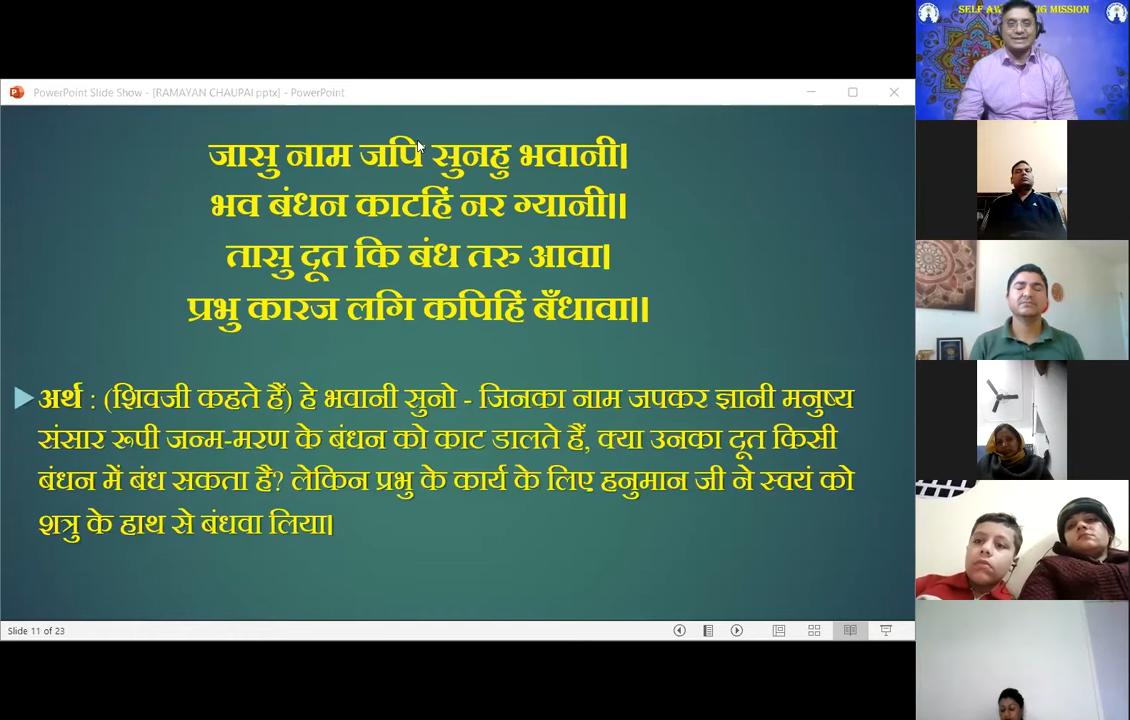 SELF AW NG MISSION
PowerPoint Slide Show - [RAMAYAN CHAUPAI pptx] - PowerPoint
जासु नाम जपि सुनहु भवानी।
भव बंधन काटहिं नर ग्यानी।।
तासु दूत कि बंध तरु आवा।
प्रभु कारज लगि कपिहिं बँधावा।।
अर्थ : (शिवजी कहते हैं) हे भवानी सुनो - जिनका नाम जपकर ज्ञानी मनुष्य
संसार रूपी जन्म-मरण के बंधन को काट डालते हैं, क्या उनका दूत किसी
बंधन में बंध सकता है? लेकिन प्रभु के कार्य के लिए हनुमान जी ने स्वयं को
शत्रु के हाथ से बंधवा लिया।
Slide 11 of 23